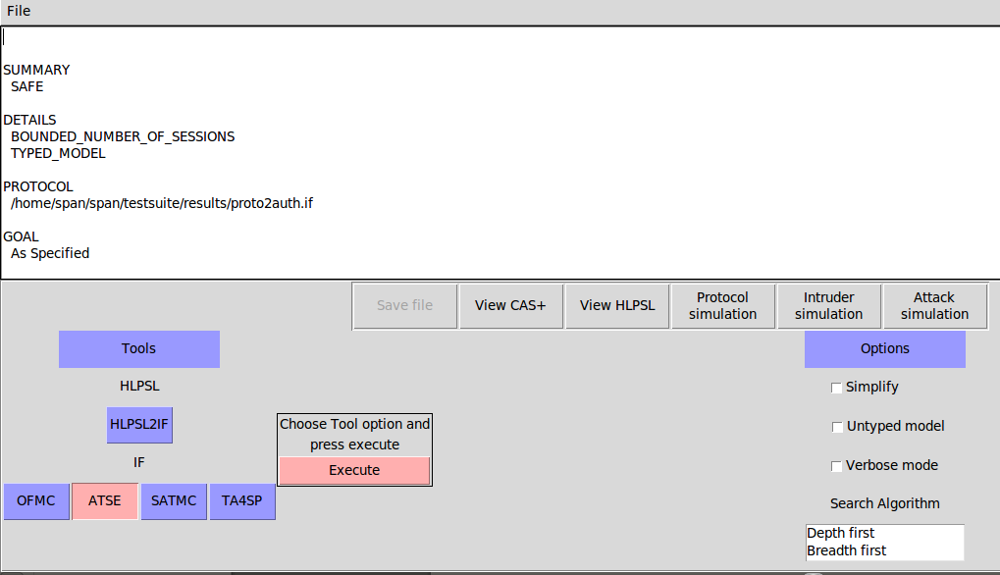 File
SUMMARY
SAFE
DETAILS
BOUNDED_NUMBER_OF_SESSIONS
TYPED_MODEL
PROTOCOL
/home/span/span/testsuite/results/proto2auth.if
GOAL
As Specified
Save file
View CAS+
View HLPSL
Protocol
simulation
Intruder
simulation
Attack
simulation
Tools
HLPSL
HLPSL2IF
IF
OFMC
ATSE
SATMC
TA4SP
Choose Tool option and
press execute
Execute
Options
Simplify
Untyped model
Verbose mode
Search Algorithm
Depth first
Breadth first